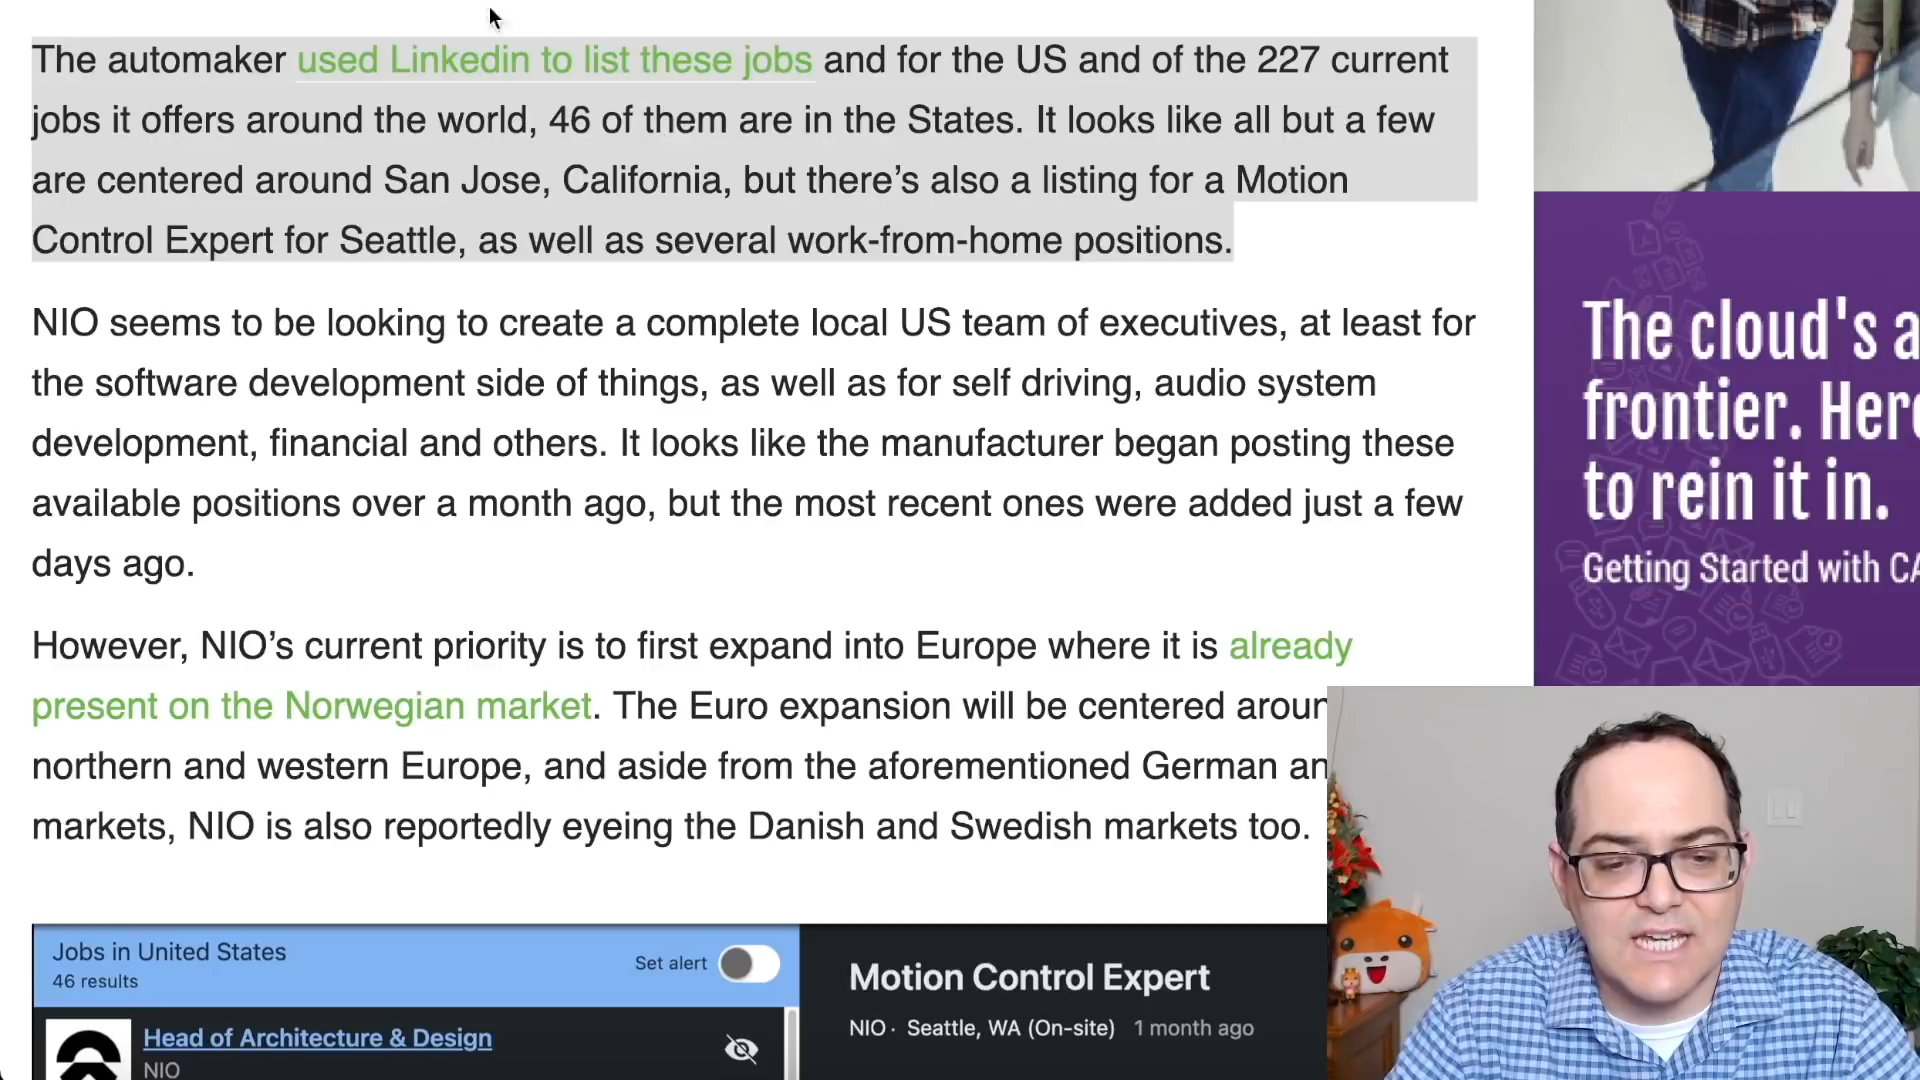 The automaker used Linkedin to list these jobs and for the US and of the 227 current
jobs it offers around the world, 46 of them are in the States. It looks like all but a few
are centered around San Jose, California, but there’s also a listing for a Motion
Control Expert for Seattle, as well as several work-from-home positions.
NIO seems to be looking to create a complete local US team of executives, at least for
the software development side of things, as well as for self driving, audio system
development, financial and others. It looks like the manufacturer began posting these
available positions over a month ago, but the most recent ones were added just a few
days ago.
However, NIO’s current priority is to first expand into Europe where it is already
present on the Norwegian market. The Euro expansion will be centered aroun
northern and western Europe, and aside from the aforementioned German an
markets, NIO is also reportedly eyeing the Danish and Swedish markets too.
The cloud's a
frontier. Here
to rein it in.
Getting Started with CA
Jobs in United States
46 results
Set alert
Head of Architecture & Design
NIO
Motion Control Expert
NIO · Seattle, WA (On-site) 1 month ago